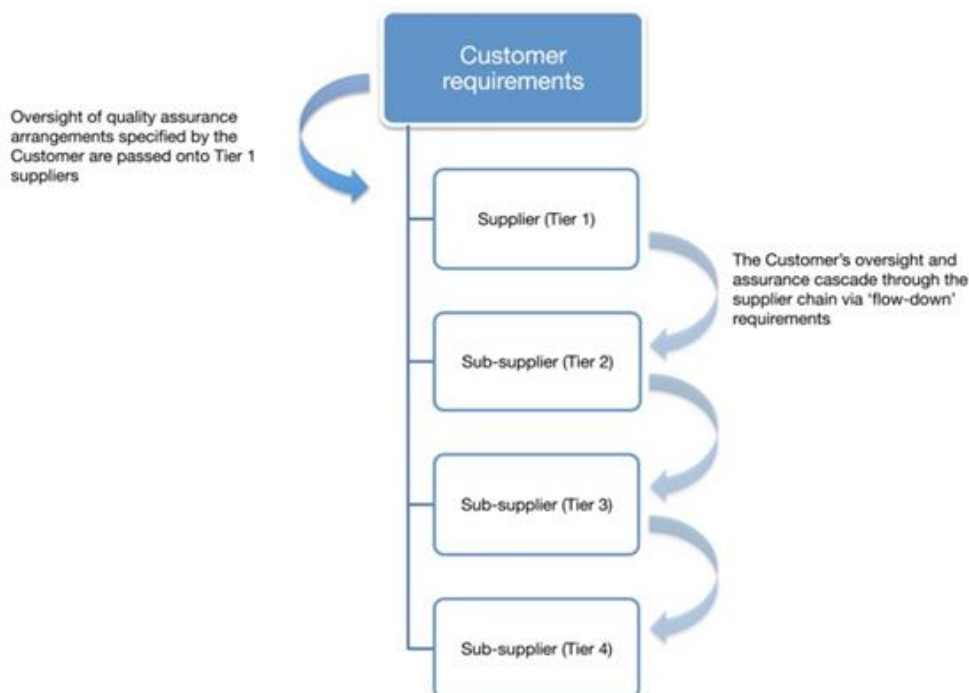 Customer
requirements
Oversight of quality assurance
arrangements specified by the
Customer are passed onto Tier 1
suppliers
Supplier (Tier 1)
The Customer's oversight and
assurance cascade through the
supplier chain via ‘flow-down’
requirements
Sub-supplier (Tier 2)
Sub-supplier (Tier 3)
Sub-supplier (Tier 4)